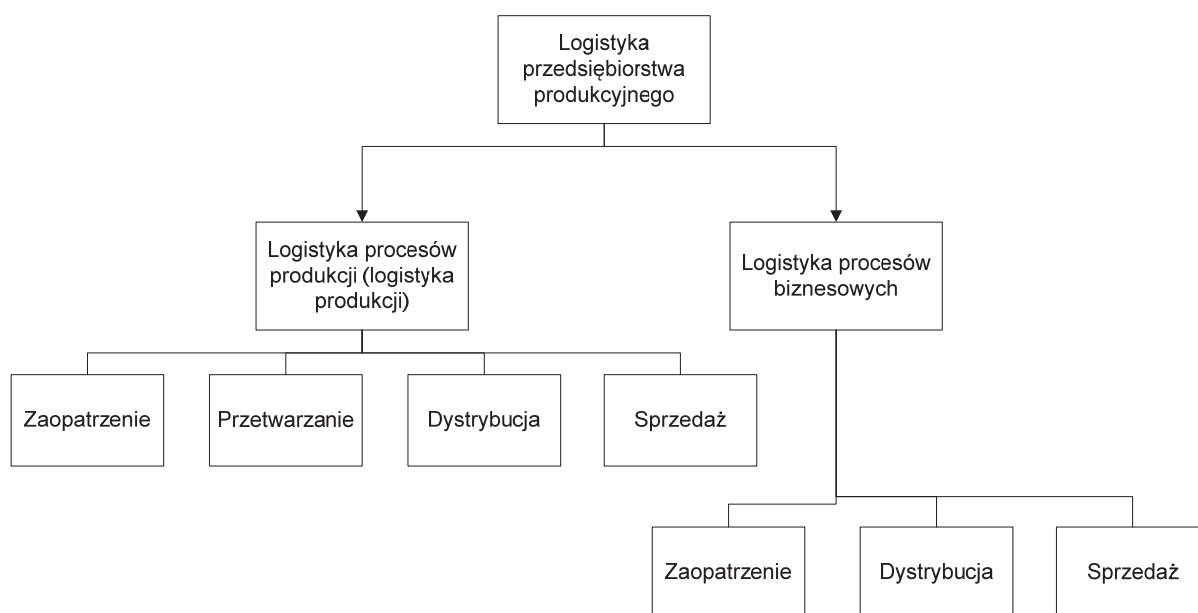 Logistyka
przedsiębiorstwa
produkcyjnego
Logistyka procesów
produkcji (logistyka
produkcji)
Logistyka procesów
biznesowych
Zaopatrzenie
Przetwarzanie
Dystrybucja
Sprzedaż
Zaopatrzenie
Dystrybucja
Sprzedaż